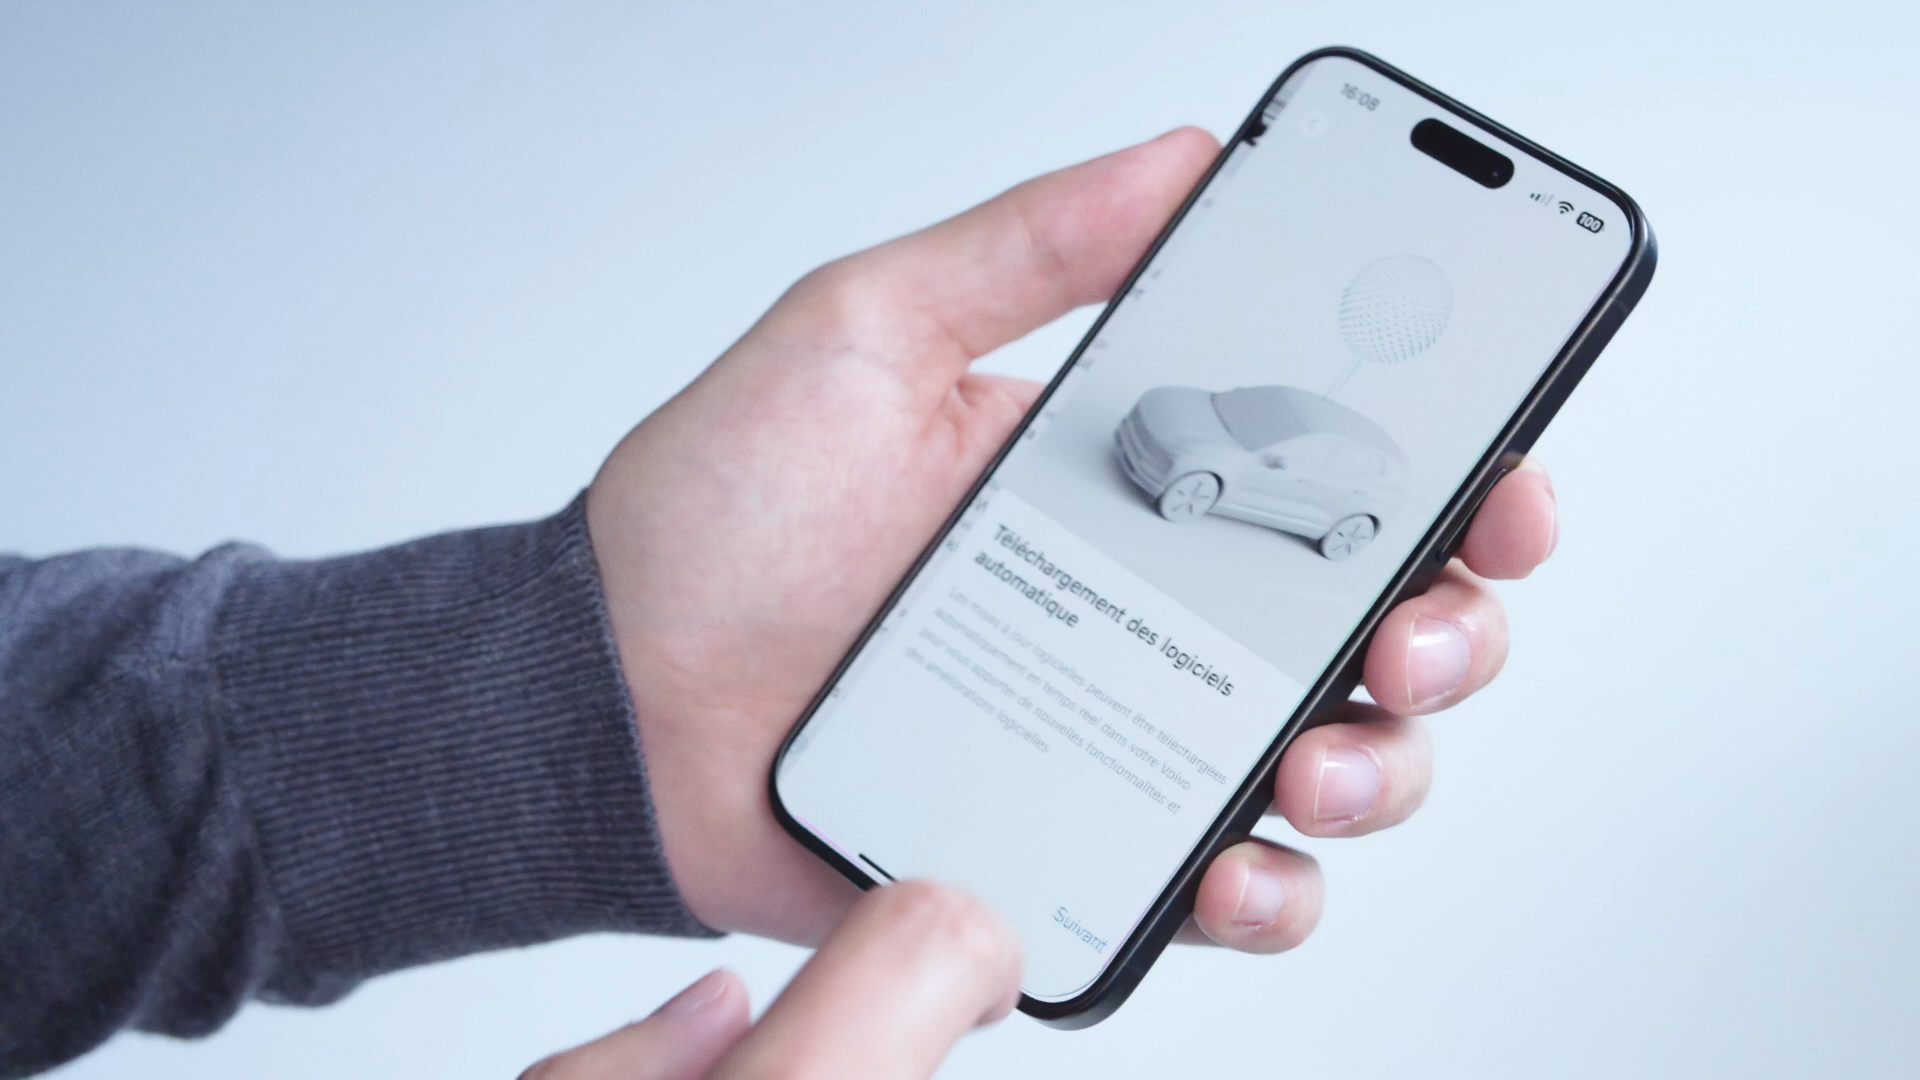 16:08
100
Téléchargement des logiciels
automatique
Les mises à jour logicielles peuvent être téléchargées
automatiquement en temps réel dans votre Volvo
pour vous apporter de nouvelles fonctionnalités et
des améliorations logicielles
Suivant